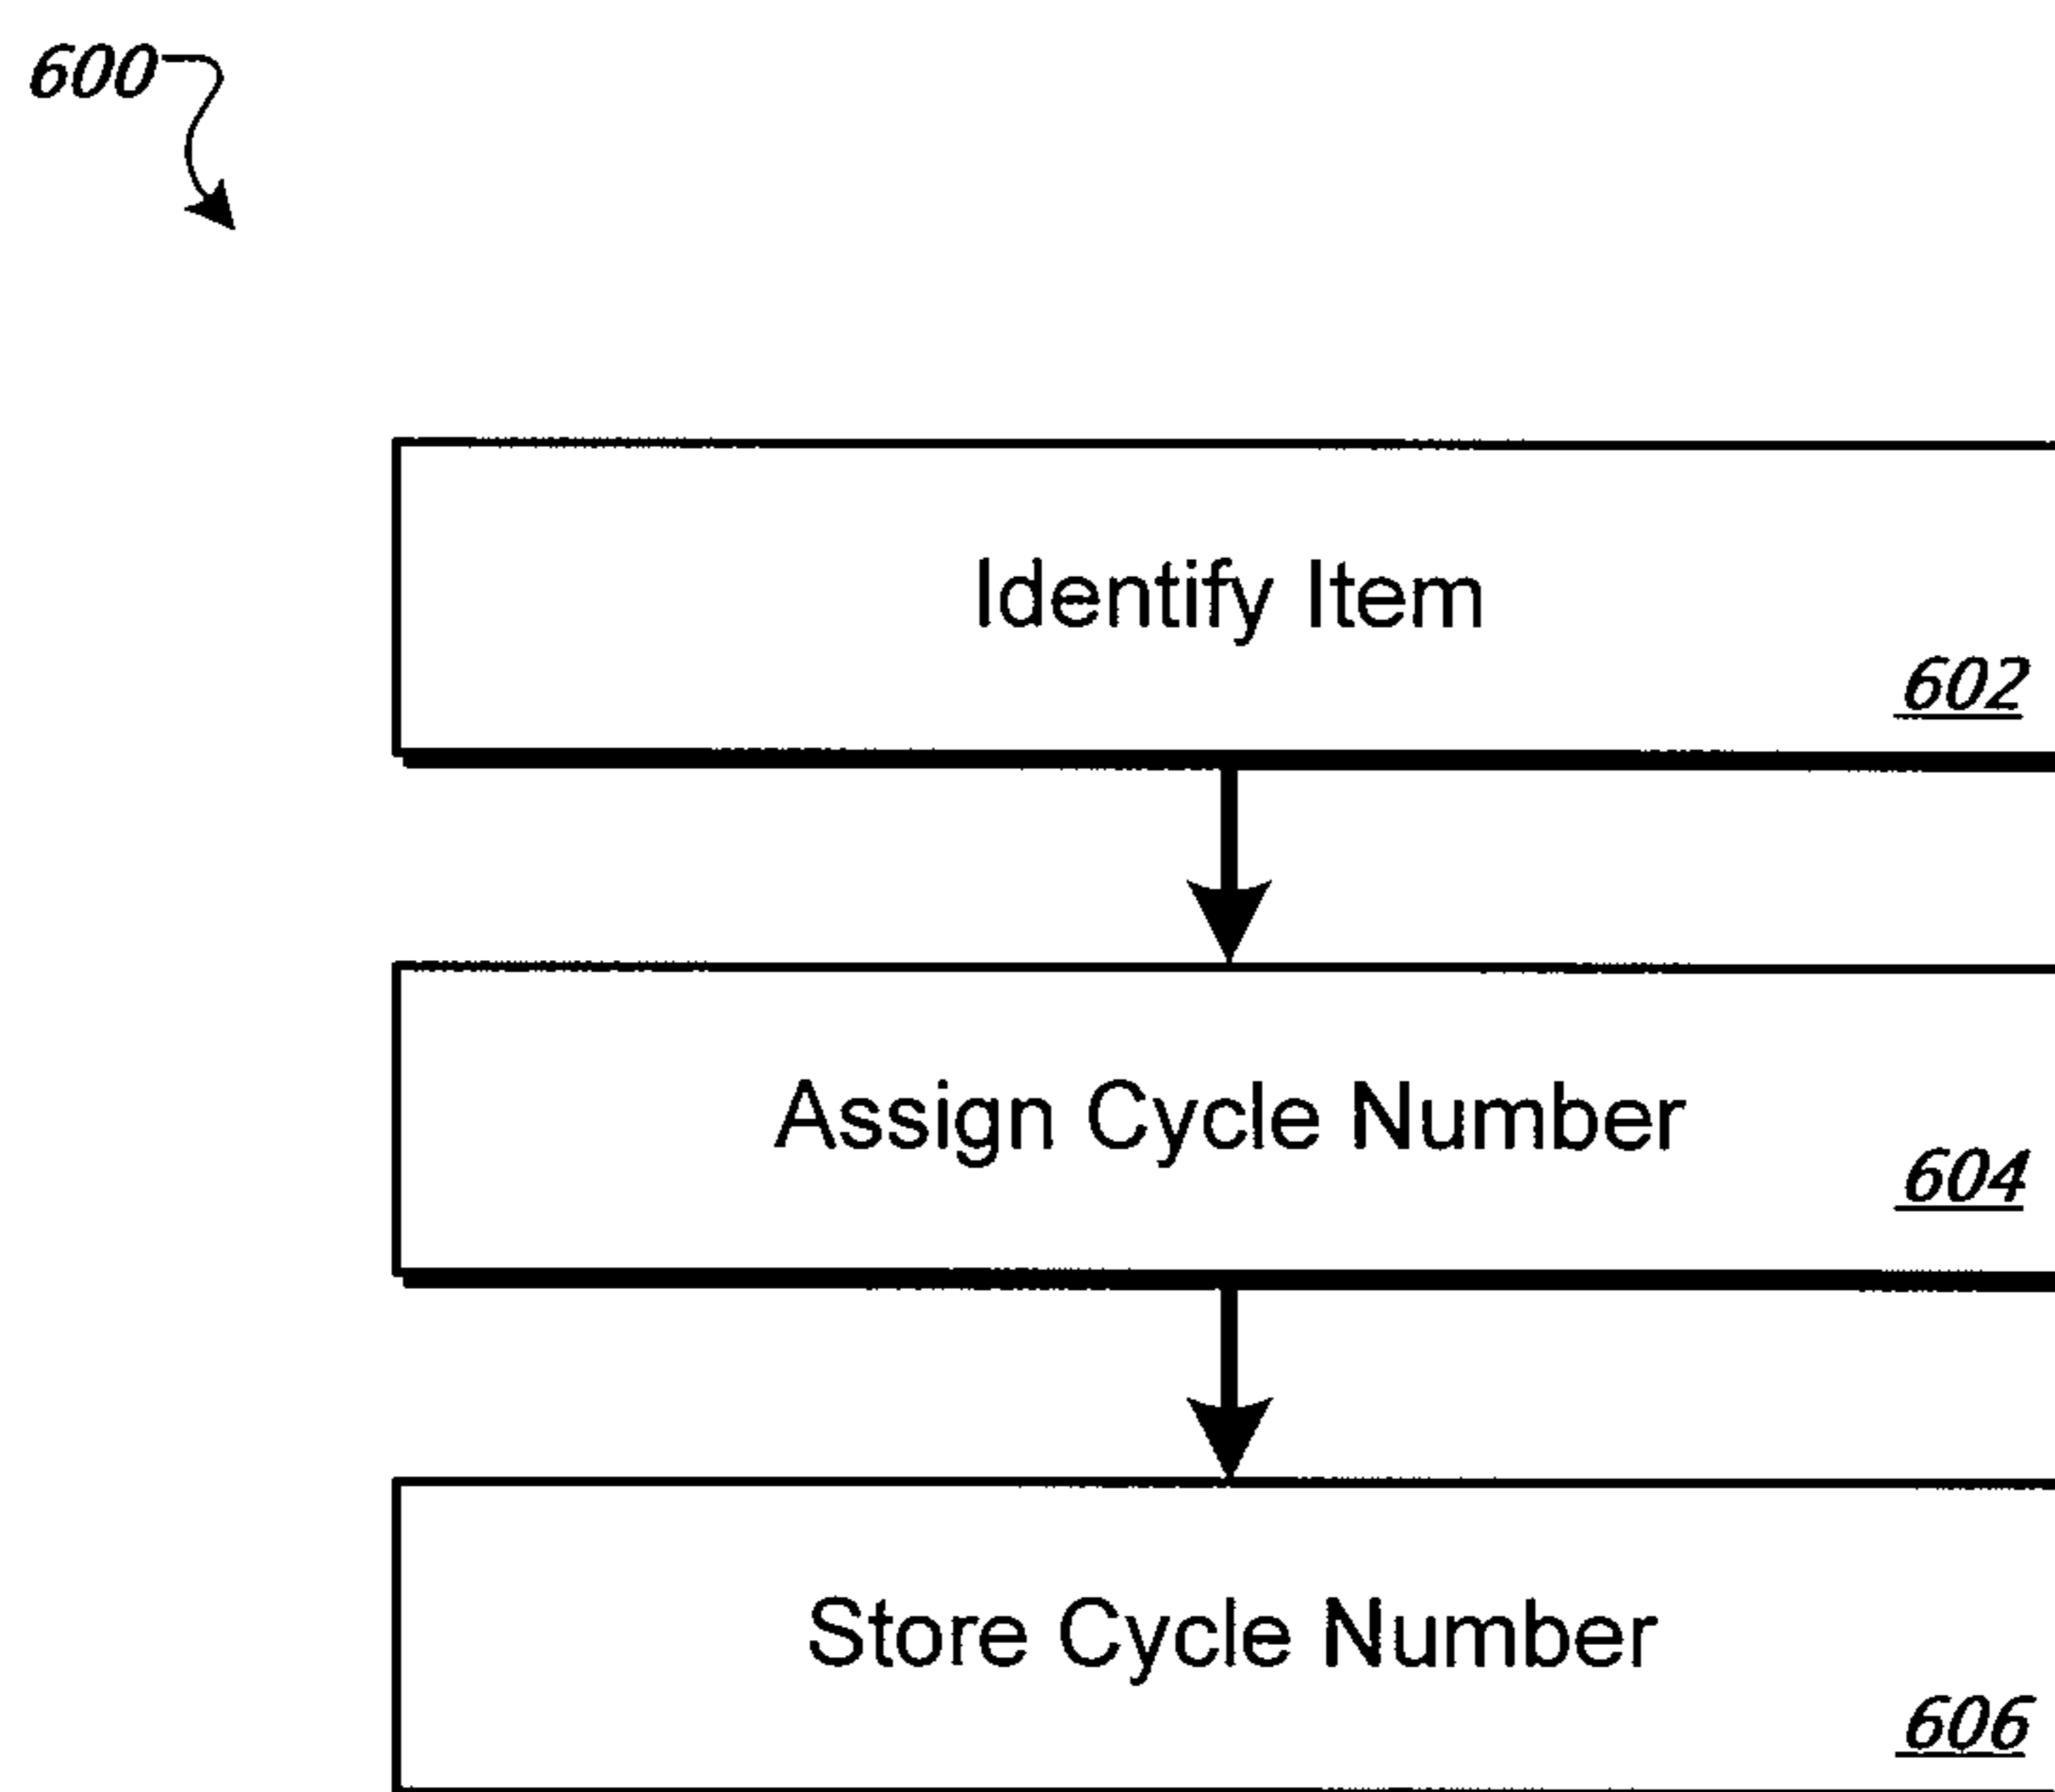 600
Identify Item
602
Assign Cycle Number
604
Store Cycle Number
606